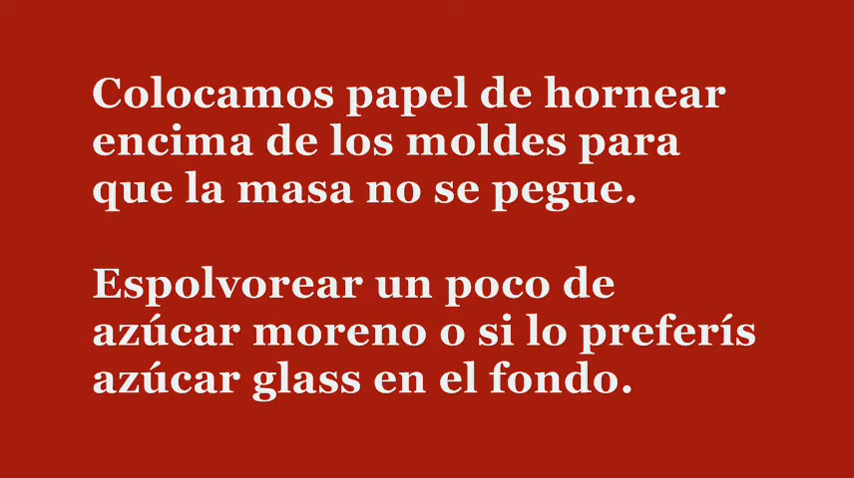 Colocamos papel de hornear
encima de los moldes para
que la masa no se pegue.
Espolvorear un poco de
azúcar moreno o si lo preferís
azúcar glass en el fondo.